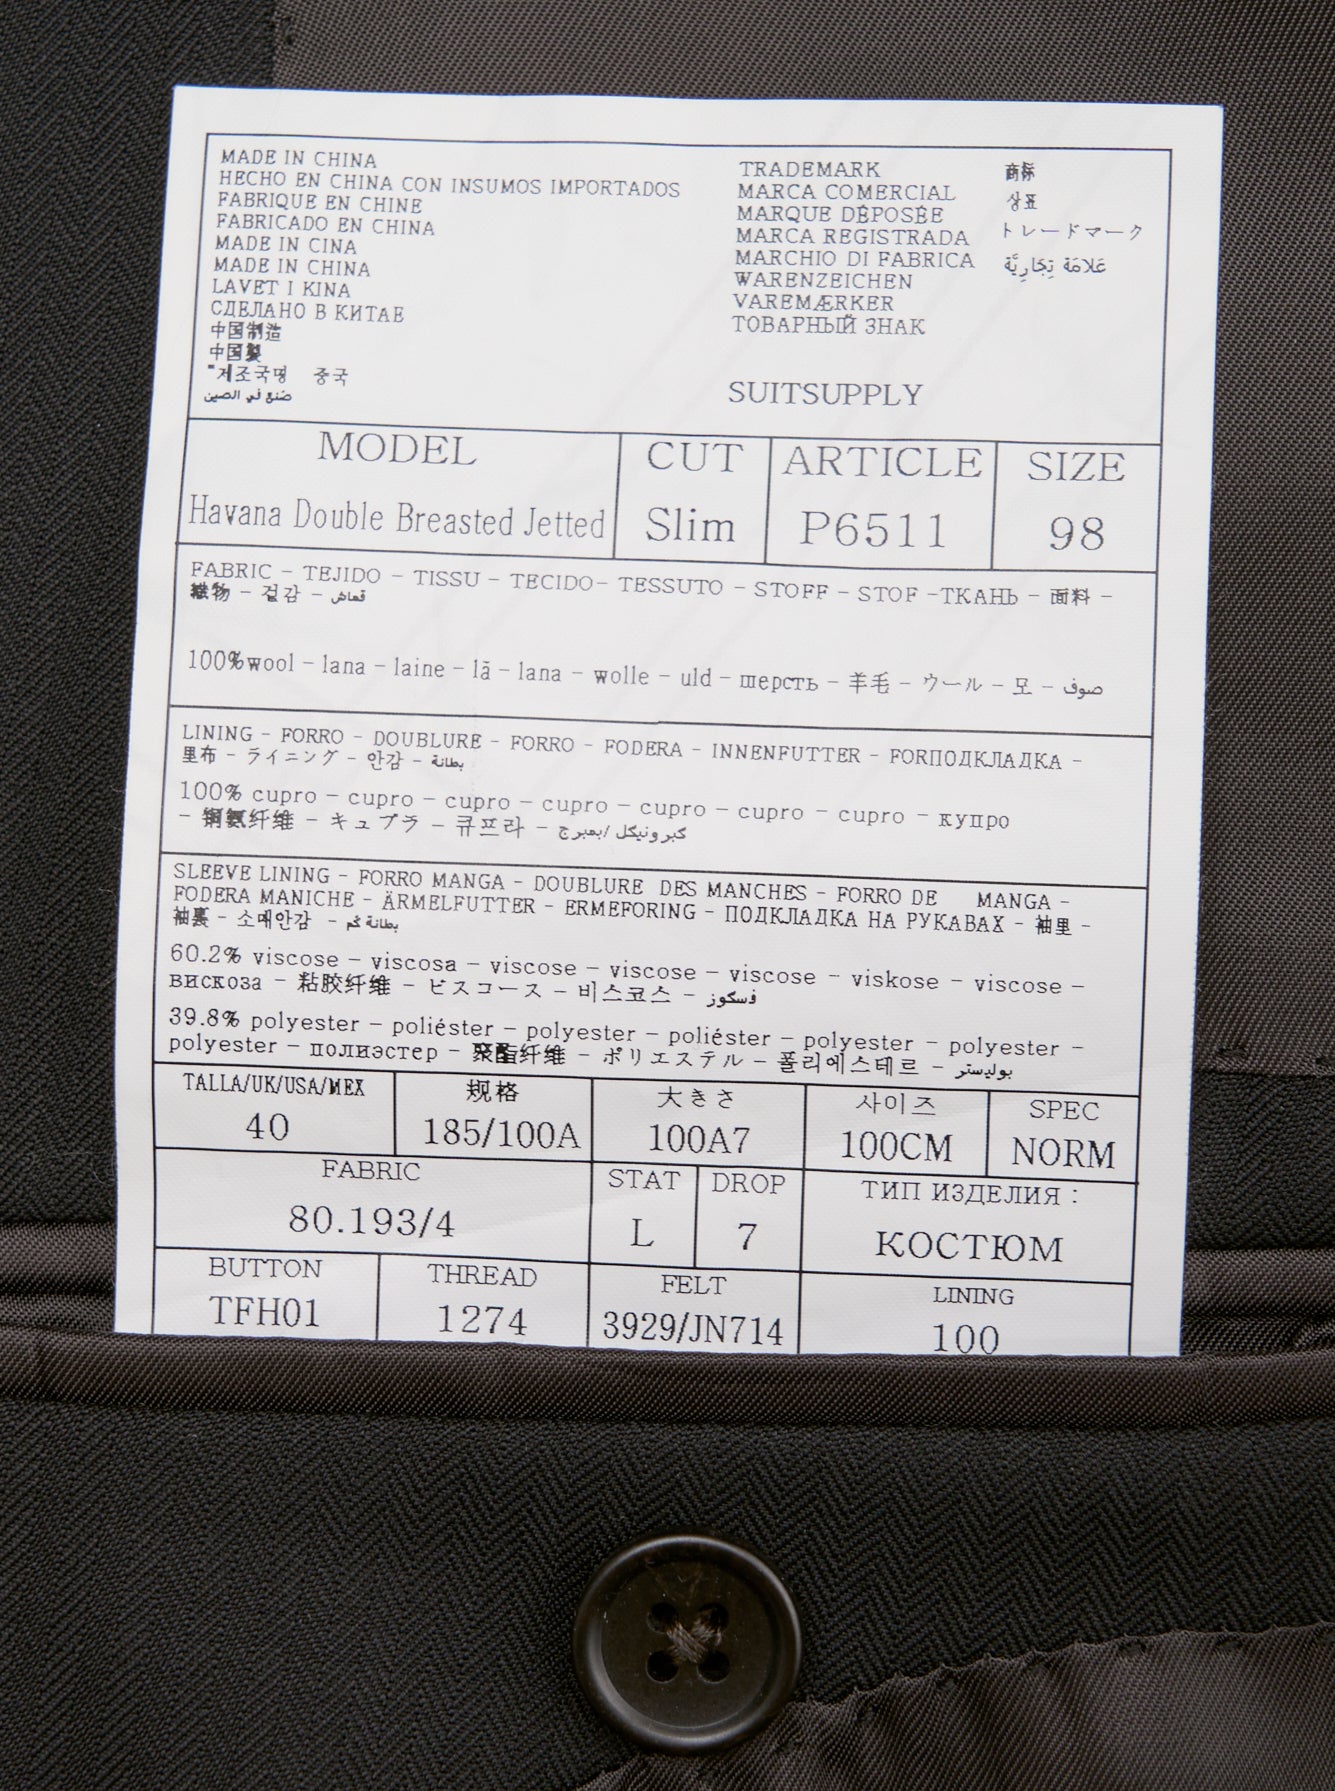 MADE IN CHINA
HECHO EN CHINA CON INSUMOS IMPORTADOS
FABRIQUE EN CHINE
FABRICADO EN CHINA
MADE IN CINA
MADE IN CHINA
LAVET I KINA
СДЕЛАНО В КИТАЕ
中国制造
中国製
"제조국명 중국
صنع في الصين
TRADEMARK
MARCA COMERCIAL
MARQUE DÉPOSÉE
MARCA REGISTRADA
MARCHIO DI FABRICA
WARENZEICHEN
VAREMÆRKER
ТОВАРНЫЙ ЗНАК
商标
상표
トレードマーク
عَلامَة تِجَارِيَّة
SUITSUPPLY
MODEL
Havana Double Breasted Jetted
CUT
Slim
ARTICLE
P6511
SIZE
98
FABRIC - TEJIDO - TISSU - TECIDO- TESSUTO - STOFF - STOF -ТКАНЬ - 面料 -
織物 - 겉감 - قماش
100%wool - lana - laine - lã - lana - wolle - uld - шерсть - 羊毛 - ウール - 모 - صوف
LINING - FORRO - DOUBLURE - FORRO - FODERA - INNENFUTTER - FORПОДКЛАДКА -
里布 - ライニング - 안감 - بطانة
100% cupro - cupro - cupro - cupro - cupro - cupro - cupro - купро
- 铜氨纤维 - キュプラ - 큐프라 - كبرونيكل /بمبرج
SLEEVE LINING - FORRO MANGA - DOUBLURE DES MANCHES - FORRO DE MANGA -
FODERA MANICHE - ÄRMELFUTTER - ERMEFORING - ПОДКЛАДКА НА РУКАВАХ - 袖里 -
袖裏 - 소매안감 - بطانة كم
60.2% viscose - viscosa - viscose - viscose - viscose - viskose - viscose -
вискоза - 粘胶纤维 - ビスコース - 비스코스 - فسكوز
39.8% polyester - poliéster - polyester - poliéster - polyester - polyester -
polyester - полиэстер - 聚酯纤维 - ポリエステル - 폴리에스테르 - بوليستر
TALLA/UK/USA/MEX
40
规格
185/100A
大きさ
100A7
사이즈
100CM
SPEC
NORM
FABRIC
80.193/4
STAT
L
DROP
7
ТИП ИЗДЕЛИЯ :
КОСТЮМ
BUTTON
TFH01
THREAD
1274
FELT
3929/JN714
LINING
100